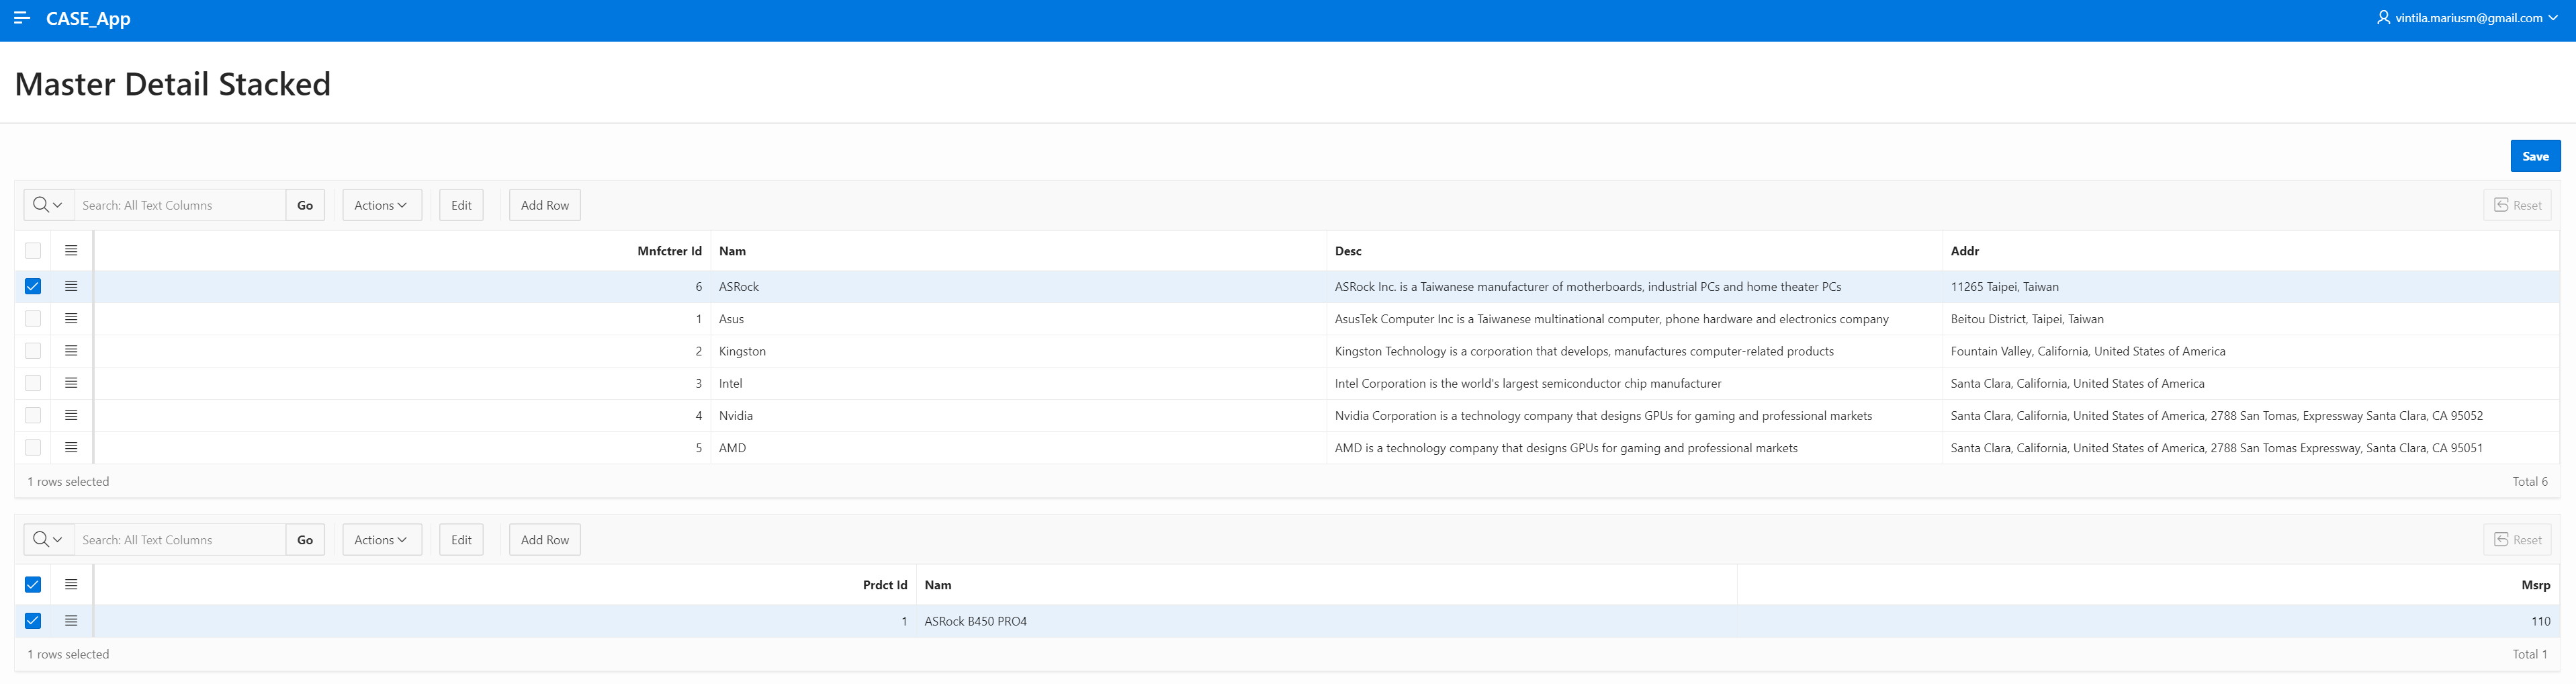 CASE_App vintila.mariusm@gmail.com
Master Detail Stacked
Save
Search: All Text Columns Go Actions Edit Add Row Reset
Mnfctrer Id Nam Desc Addr
6 ASRock ASRock Inc. is a Taiwanese manufacturer of motherboards, industrial PCs and home theater PCs 11265 Taipei, Taiwan
1 Asus AsusTek Computer Inc is a Taiwanese multinational computer, phone hardware and electronics company Beitou District, Taipei, Taiwan
2 Kingston Kingston Technology is a corporation that develops, manufactures computer-related products Fountain Valley, California, United States of America
3 Intel Intel Corporation is the world's largest semiconductor chip manufacturer Santa Clara, California, United States of America
4 Nvidia Nvidia Corporation is a technology company that designs GPUs for gaming and professional markets Santa Clara, California, United States of America, 2788 San Tomas, Expressway Santa Clara, CA 95052
5 AMD AMD is a technology company that designs GPUs for gaming and professional markets Santa Clara, California, United States of America, 2788 San Tomas Expressway, Santa Clara, CA 95051
1 rows selected Total 6
Search: All Text Columns Go Actions Edit Add Row Reset
Prdct Id Nam Msrp
1 ASRock B450 PRO4 110
1 rows selected Total 1